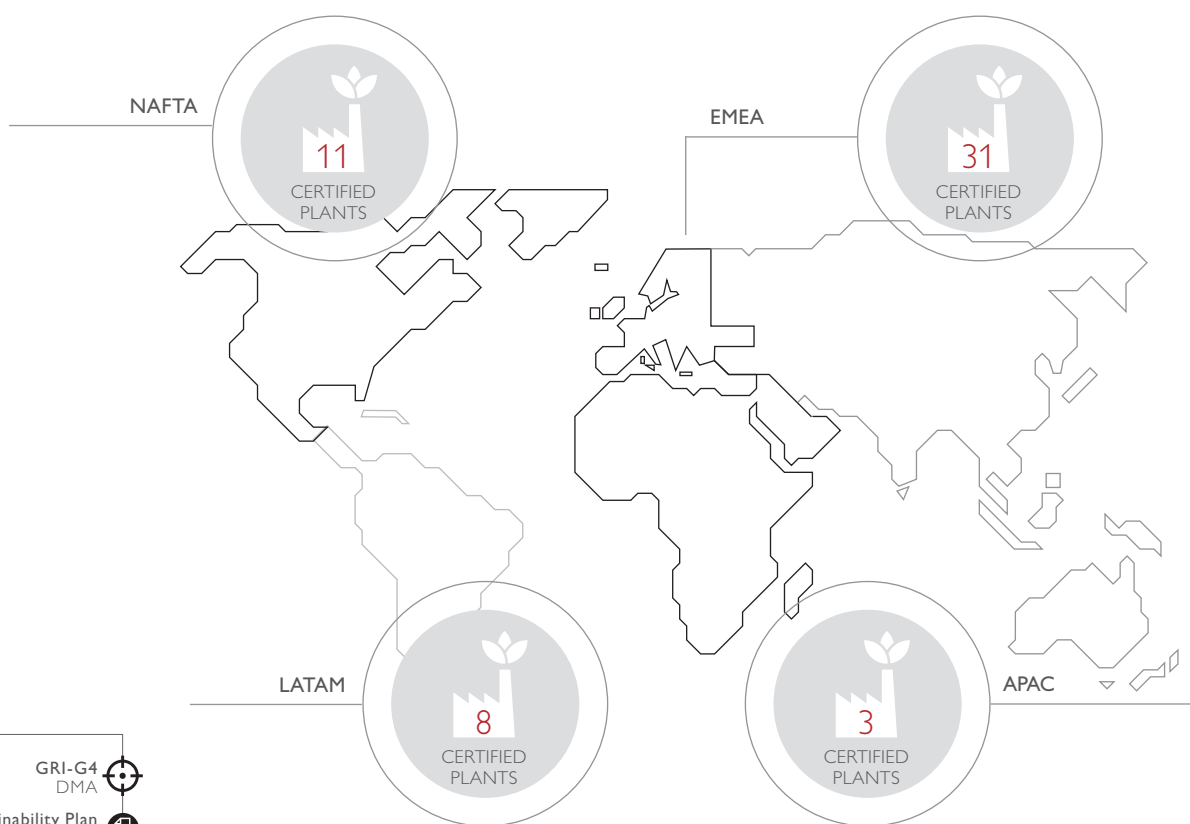 NAFTA
11
CERTIFIED
PLANTS
EMEA
31
CERTIFIED
PLANTS
LATAM
8
CERTIFIED
PLANTS
APAC
3
CERTIFIED
PLANTS
GRI-G4
DMA
Plan